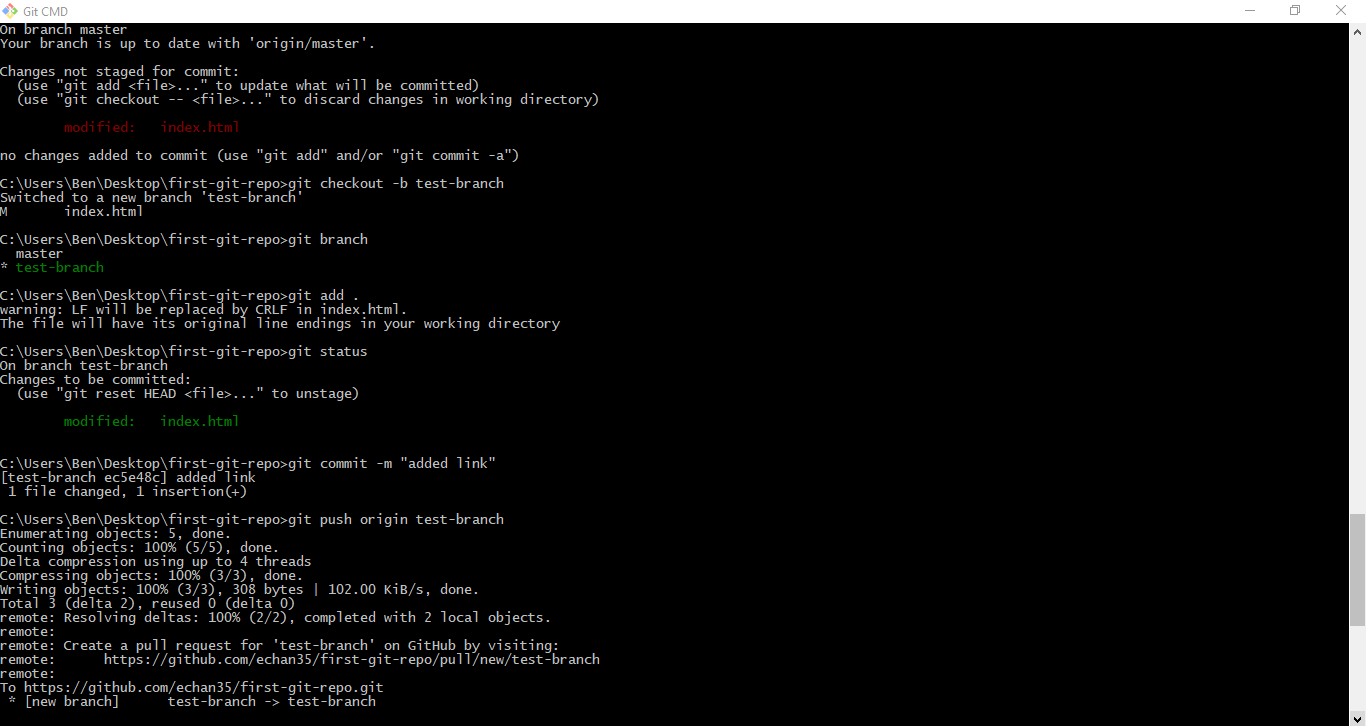 Git CMD
On branch master
Your branch is up to date with 'origin/master'.
Changes not staged for commit:
  (use "git add <file>..." to update what will be committed)
  (use "git checkout -- <file>..." to discard changes in working directory)
        modified:   index.html
no changes added to commit (use "git add" and/or "git commit -a")
C:\Users\Ben\Desktop\first-git-repo>git checkout -b test-branch
Switched to a new branch 'test-branch'
M       index.html
C:\Users\Ben\Desktop\first-git-repo>git branch
  master
* test-branch
C:\Users\Ben\Desktop\first-git-repo>git add .
warning: LF will be replaced by CRLF in index.html.
The file will have its original line endings in your working directory
C:\Users\Ben\Desktop\first-git-repo>git status
On branch test-branch
Changes to be committed:
  (use "git reset HEAD <file>..." to unstage)
        modified:   index.html
C:\Users\Ben\Desktop\first-git-repo>git commit -m "added link"
[test-branch ec5e48c] added link
 1 file changed, 1 insertion(+)
C:\Users\Ben\Desktop\first-git-repo>git push origin test-branch
Enumerating objects: 5, done.
Counting objects: 100% (5/5), done.
Delta compression using up to 4 threads
Compressing objects: 100% (3/3), done.
Writing objects: 100% (3/3), 308 bytes | 102.00 KiB/s, done.
Total 3 (delta 2), reused 0 (delta 0)
remote: Resolving deltas: 100% (2/2), completed with 2 local objects.
remote:
remote: Create a pull request for 'test-branch' on GitHub by visiting:
remote:      https://github.com/echan35/first-git-repo/pull/new/test-branch
remote:
To https://github.com/echan35/first-git-repo.git
 * [new branch]      test-branch -> test-branch